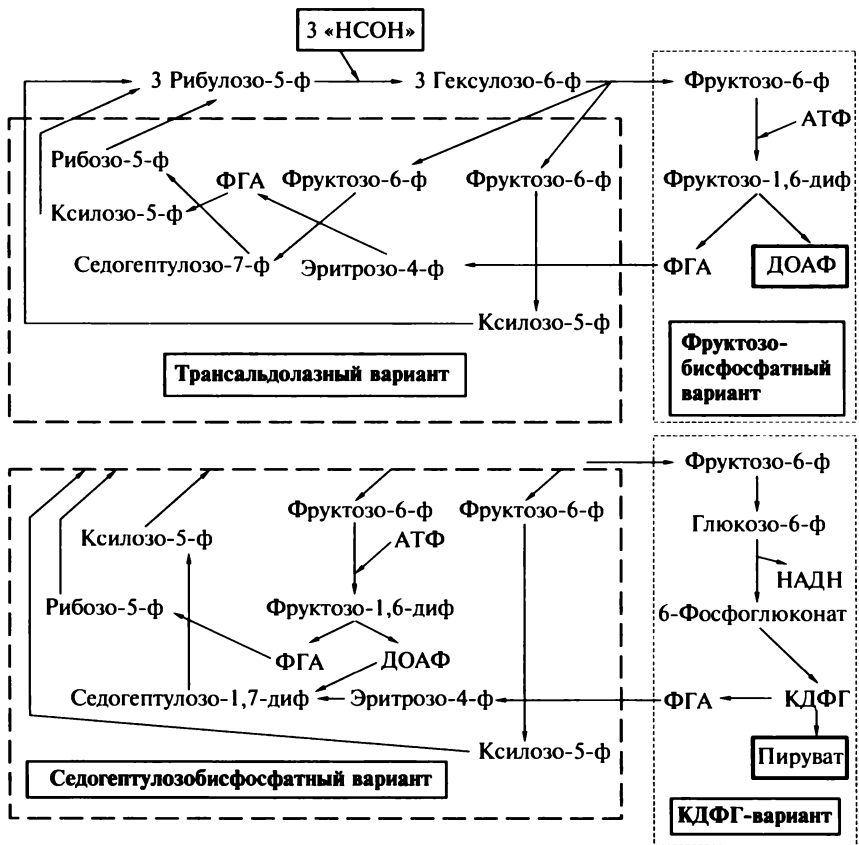 3 «НСОН»
3 Рибулозо-5-ф
3 Гексулозо-6-ф
Фруктозо-6-ф
АТФ
Рибозо-5-ф
ФГА
Фруктозо-6-ф
Фруктозо-6-ф
Фруктозо-1,6-диф
Ксилозо-5-ф
Седогептулозо-7-ф
Эритрозо-4-ф
ФГА
ДОАФ
Ксилозо-5-ф
Трансальдолазный вариант
Фруктозо-
бисфосфатный
вариант
Фруктозо-6-ф
Фруктозо-6-ф
Фруктозо-6-ф
Глюкозо-6-ф
Ксилозо-5-ф
АТФ
НАДН
Рибозо-5-ф
Фруктозо-1,6-диф
6-Фосфоглюконат
ФГА
ДОАФ
Седогептулозо-1,7-диф
Эритрозо-4-ф
ФГА
КДФГ
Ксилозо-5-ф
Пируват
Седогептулозобисфосфатный вариант
КДФГ-вариант